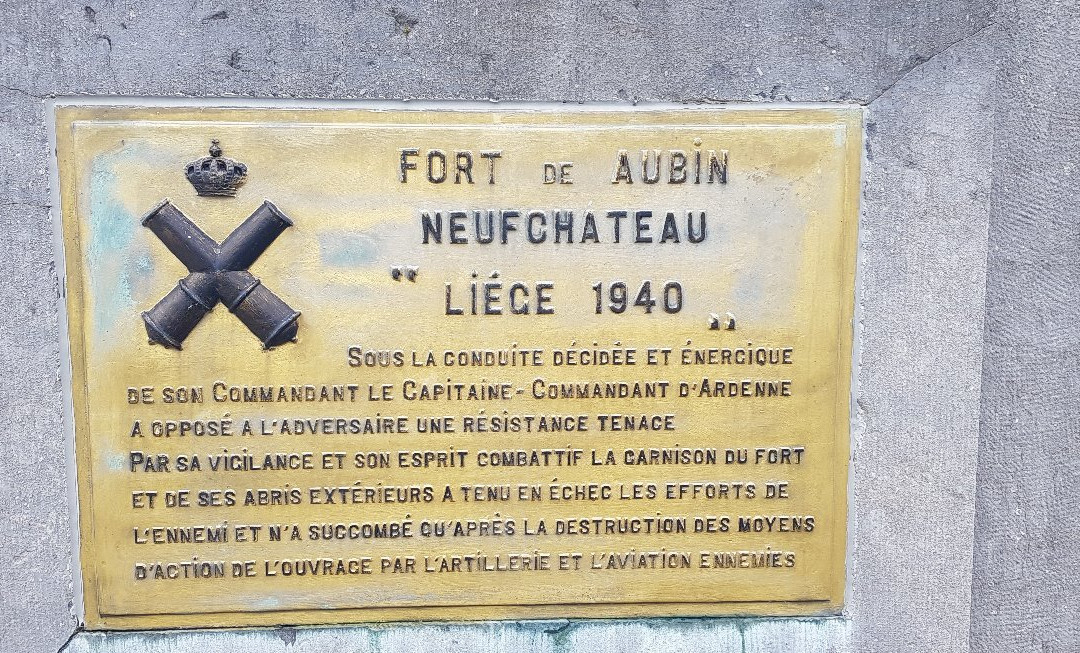 FORT DE AUBIN
NEUFCHATEAU
" LIÉGE 1940 "
SOUS LA CONDUITE DÉCIDÉE ET ÉNERGIQUE
DE SON COMMANDANT LE CAPITAINE-COMMANDANT D'ARDENNE
A OPPOSÉ A L'ADVERSAIRE UNE RÉSISTANCE TENACE
PAR SA VIGILANCE ET SON ESPRIT COMBATTIF LA GARNISON DU FORT
ET DE SES ABRIS EXTÉRIEURS A TENU EN ÉCHEC LES EFFORTS DE
L'ENNEMI ET N'A SUCCOMBÉ QU'APRÈS LA DESTRUCTION DES MOYENS
D'ACTION DE L'OUVRAGE PAR L'ARTILLERIE ET L'AVIATION ENNEMIES